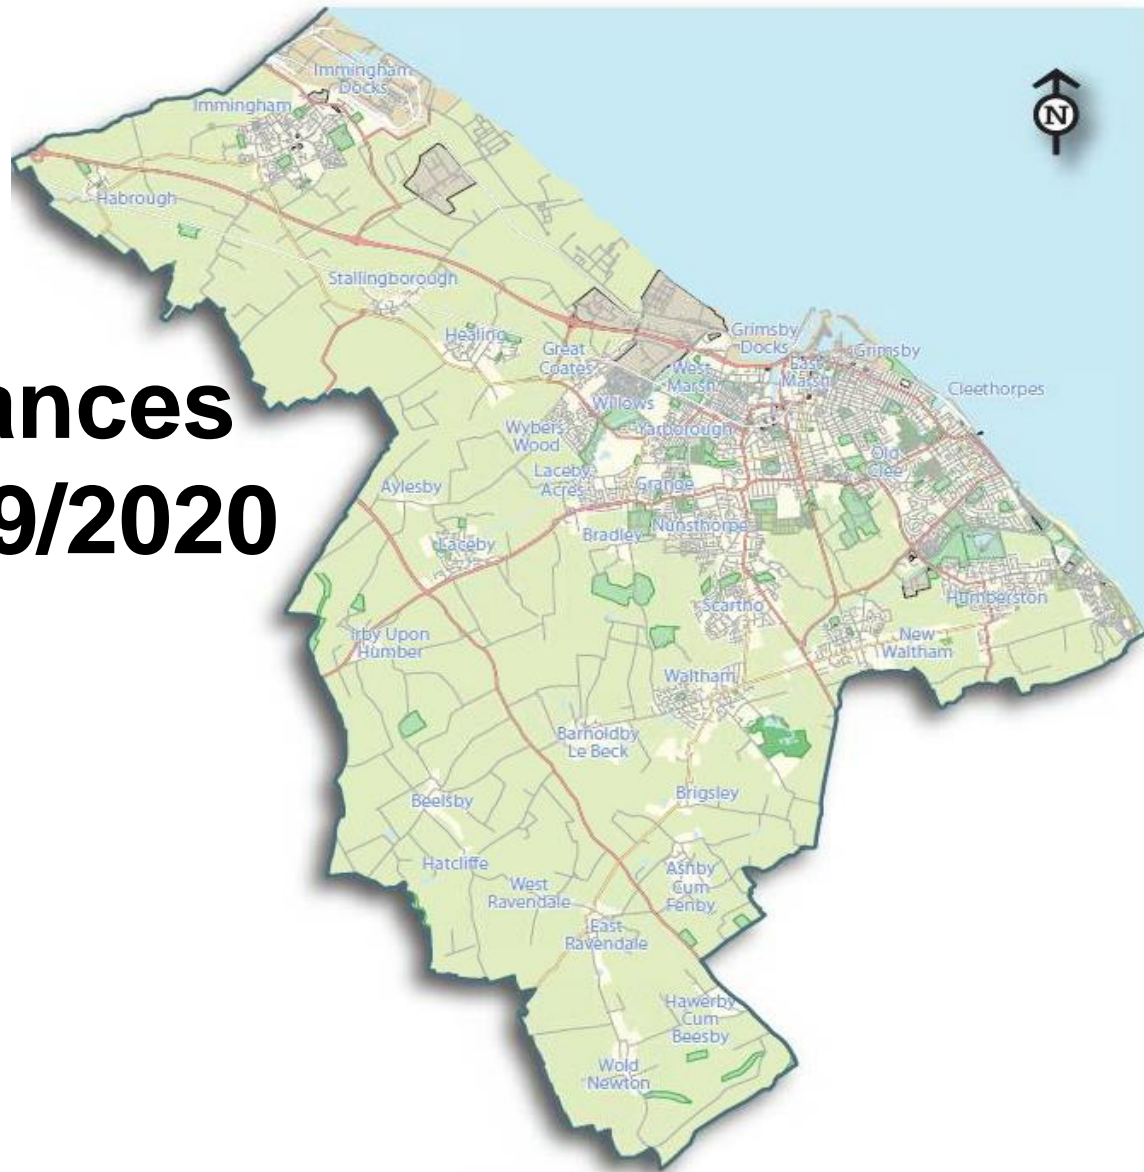 Immingham
Docks
Immingham
N
Habrough
Stallingborough
Healing
Great
Coates
Grimsby
Docks
Grimsby
West
Marsh
East
Marsh
Cleethorpes
Willows
ances
Wybers
Wood
Yarborough
Old
Clee
Laceby
Acres
Grange
Aylesby
9/2020
Nunsthorpe
Bradley
Laceby
Humberston
Scartho
Irby Upon
Humber
New
Waltham
Waltham
Barnoldby
Le Beck
Beelsby
Brigsley
Hatcliffe
Ashby
Cum
Fenby
West
Ravendale
East
Ravendale
Hawerby
Cum
Beesby
Wold
Newton